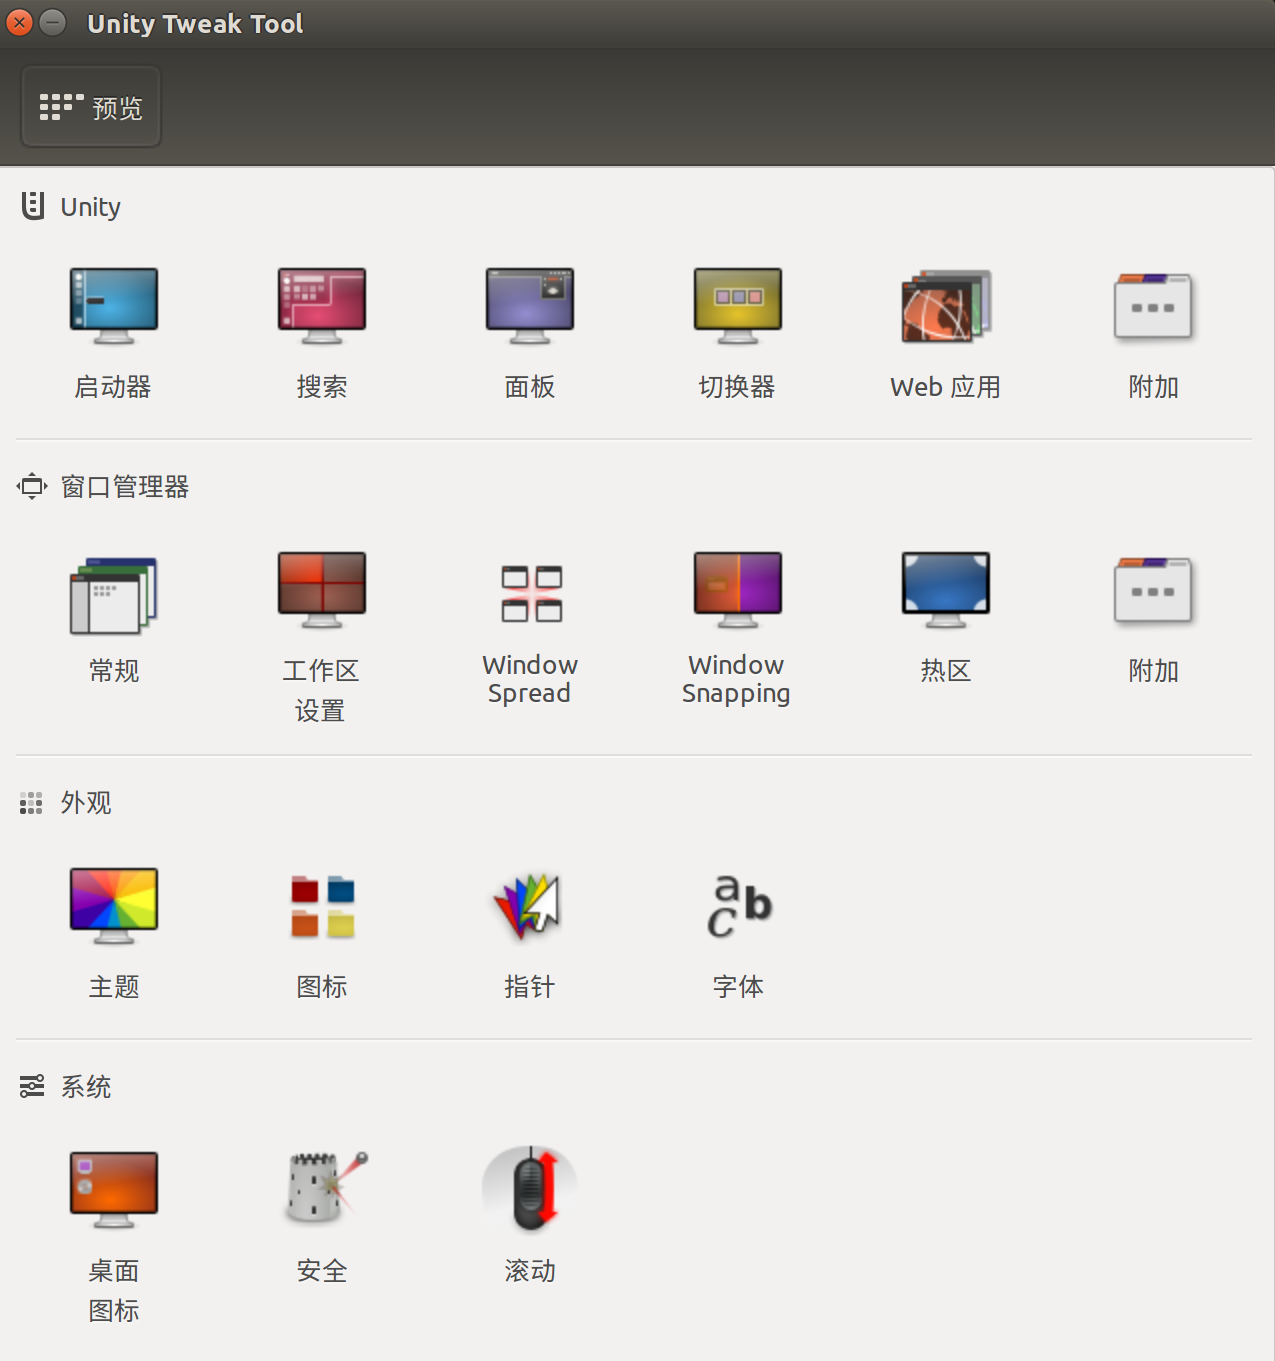 Unity Tweak Tool
预览
Unity
启动器
搜索
面板
切换器
Web 应用
附加
窗口管理器
常规
工作区
设置
Window
Spread
Window
Snapping
热区
附加
外观
主题
图标
指针
字体
系统
桌面
图标
安全
滚动